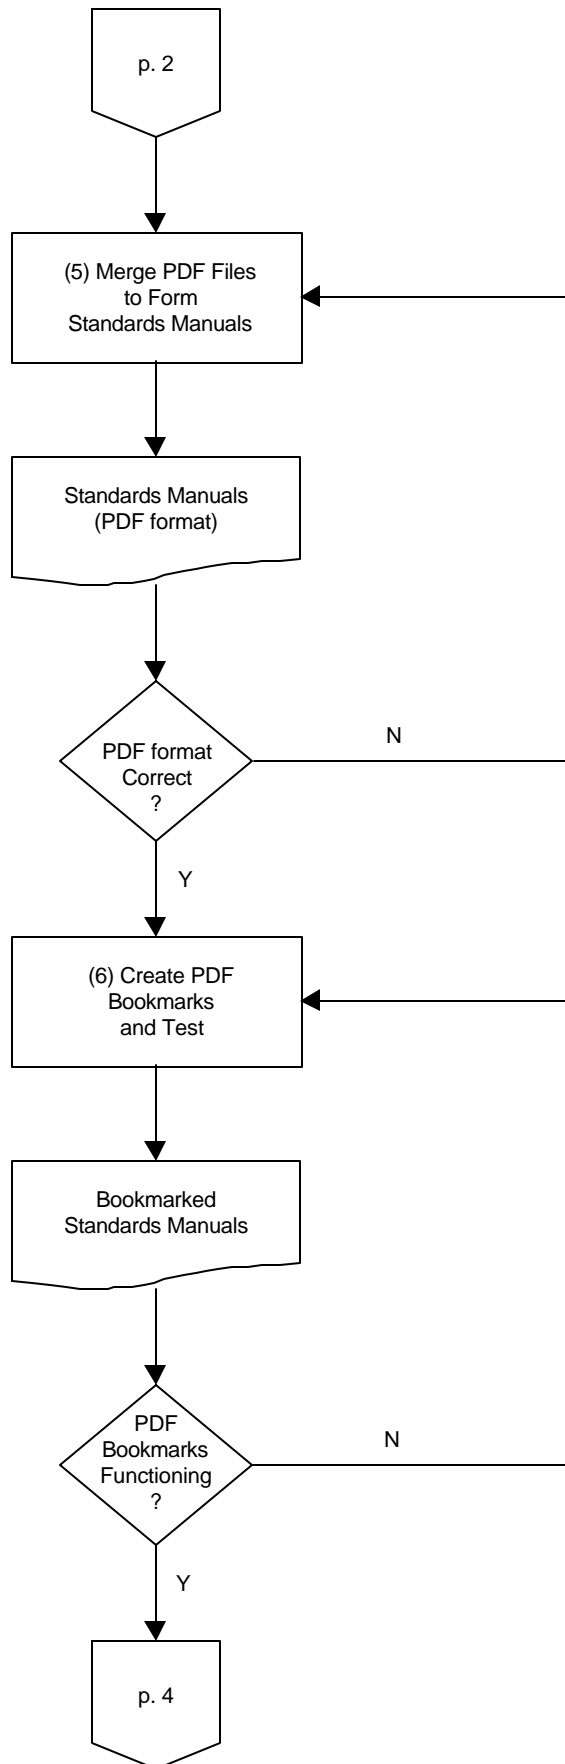 p. 2
(5) Merge PDF Files
to Form
Standards Manuals
Standards Manuals
(PDF format)
PDF format
Correct
?
N
Y
(6) Create PDF
Bookmarks
and Test
Bookmarked
Standards Manuals
PDF
Bookmarks
Functioning
?
N
Y
p. 4